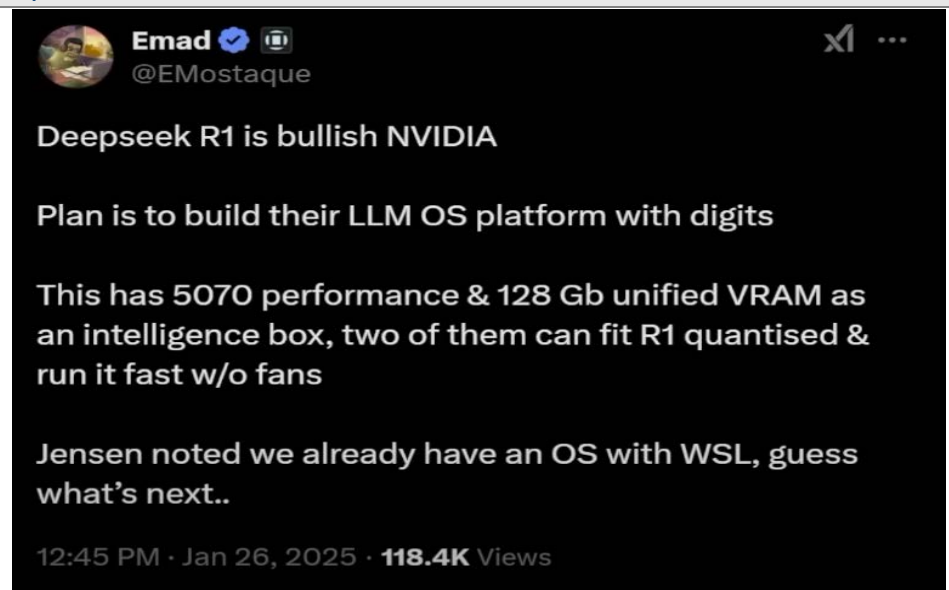 Emad
@EMostaque
Deepseek R1 is bullish NVIDIA
Plan is to build their LLM OS platform with digits
This has 5070 performance & 128 Gb unified VRAM as
an intelligence box, two of them can fit R1 quantised &
run it fast w/o fans
Jensen noted we already have an OS with WSL, guess
what’s next..
12:45 PM · Jan 26, 2025 · 118.4K Views